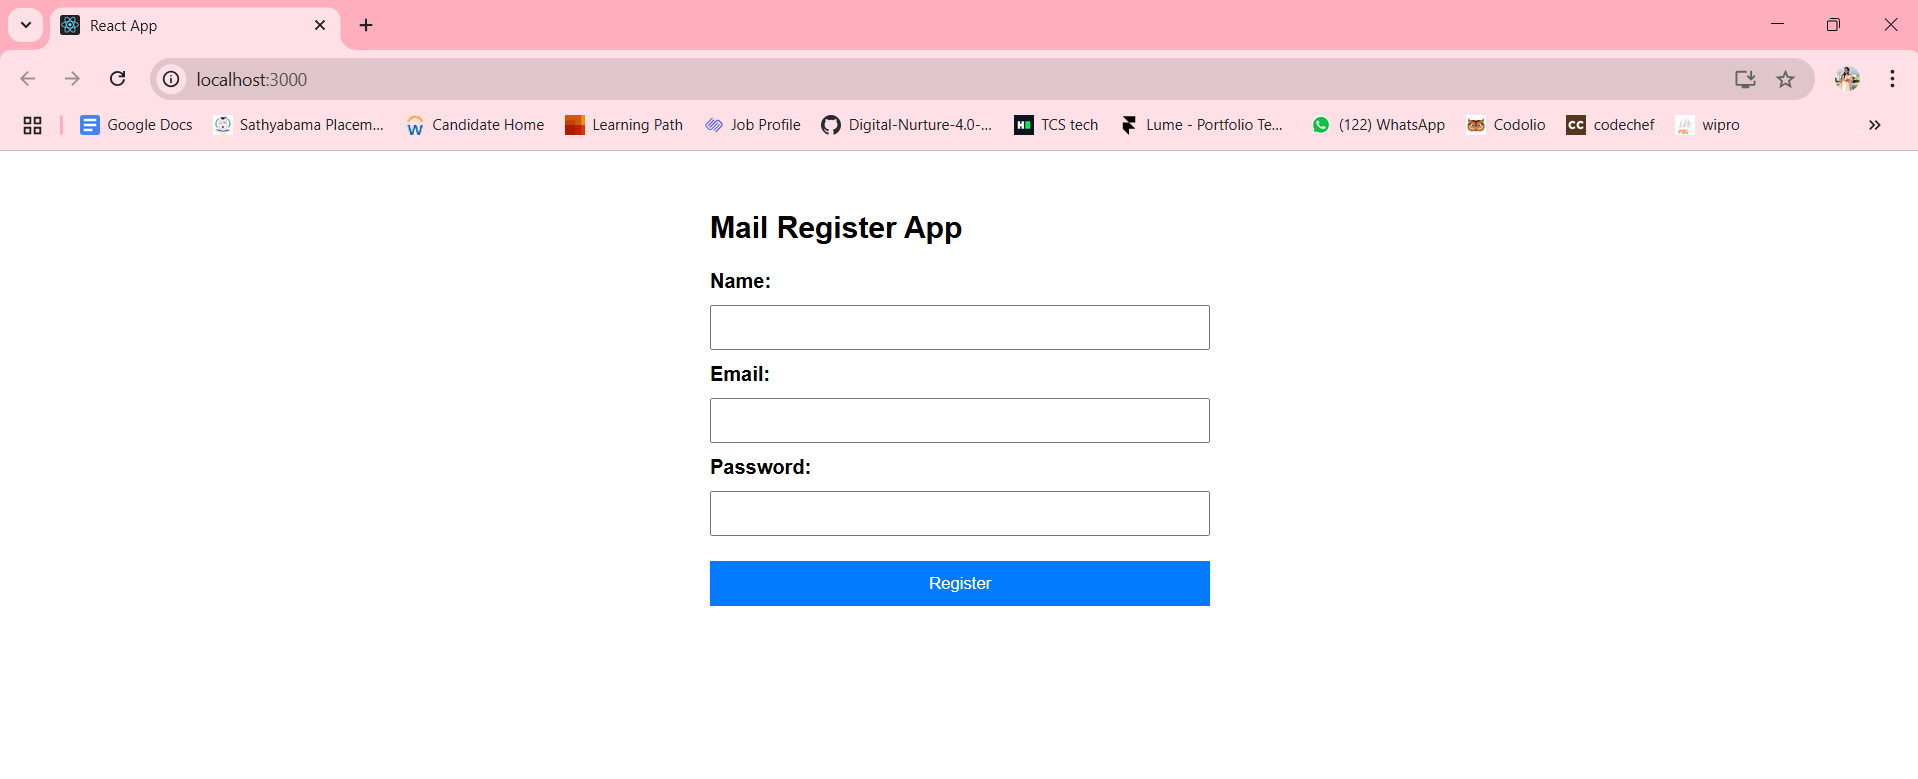 React App
localhost:3000
Google Docs Sathyabama Placem... Candidate Home Learning Path Job Profile Digital-Nurture-4.0-... TCS tech Lume - Portfolio Te... (122) WhatsApp Codolio CC codechef wipro
Mail Register App
Name:
Email:
Password:
Register